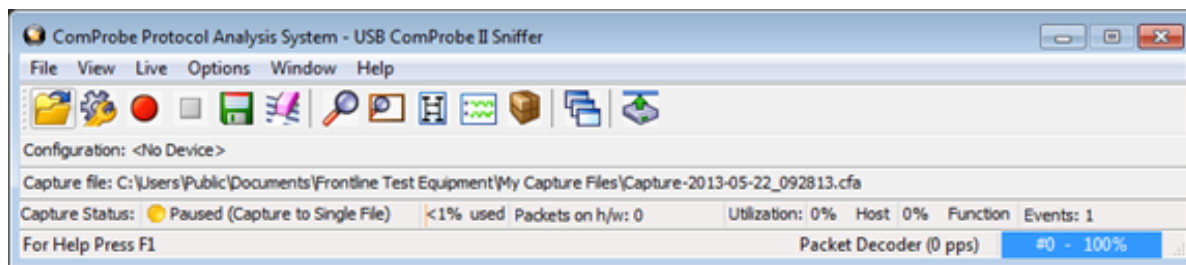 ComProbe Protocol Analysis System - USB ComProbe II Sniffer
File View Live Options Window Help
Configuration: <No Device>
Capture file: C:\Users\Public\Documents\Frontline Test Equipment\My Capture Files\Capture-2013-05-22_092813.cfa
Capture Status: Paused (Capture to Single File) <1% used Packets on h/w: 0 Utilization: 0% Host 0% Function Events: 1
For Help Press F1 Packet Decoder (0 pps) #0 - 100%